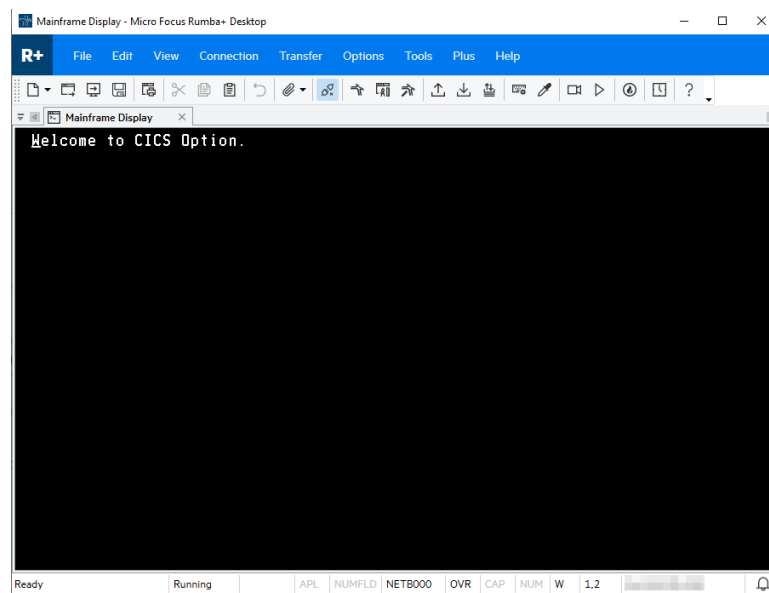 Mainframe Display - Micro Focus Rumba+ Desktop
R+ File Edit View Connection Transfer Options Tools Plus Help
Mainframe Display
Welcome to CICS Option.
Ready Running APL NUMFLD NETB000 OVR CAP NUM W 1,2